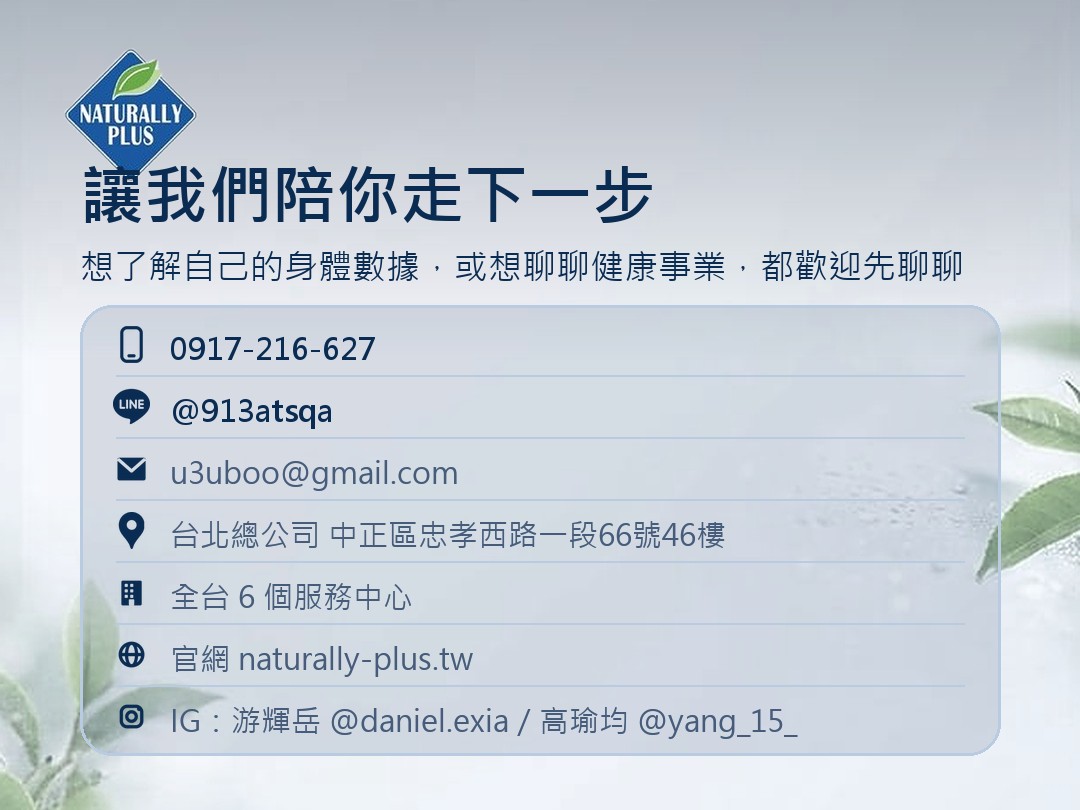 NATURALLY
PLUS
讓我們陪你走下一步
想了解自己的身體數據，或想聊聊健康事業，都歡迎先聊聊
0917-216-627
LINE
@913atsqa
u3uboo@gmail.com
台北總公司 中正區忠孝西路一段66號46樓
全台 6 個服務中心
官網 naturally-plus.tw
IG：游輝岳 @daniel.exia / 高瑜均 @yang_15_